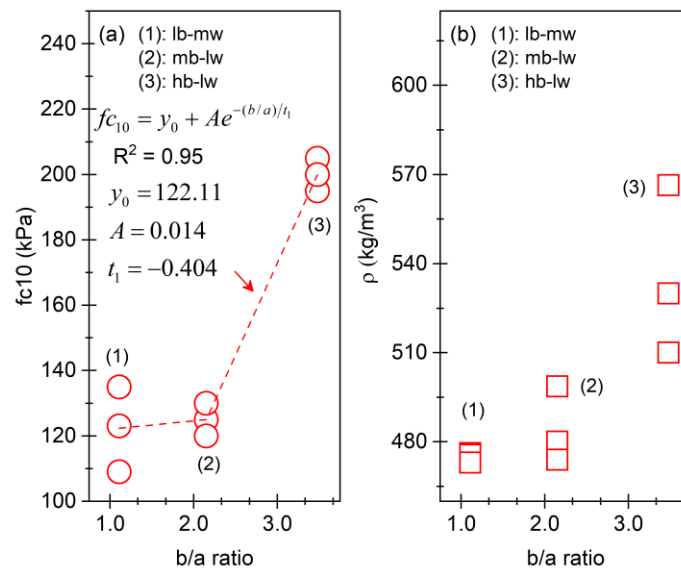 (a)
(1): lb-mw
(2): mb-lw
(3): hb-lw
fc₁₀ = y₀ + Ae^{-(b/a)/t₁}
R² = 0.95
y₀ = 122.11
A = 0.014
t₁ = −0.404
(1)
(2)
(3)
240
220
200
180
160
140
120
100
fc10 (kPa)
1.0
2.0
3.0
b/a ratio
(b)
(1): lb-mw
(2): mb-lw
(3): hb-lw
(3)
(2)
(1)
600
570
540
510
480
ρ (kg/m³)
1.0
2.0
3.0
b/a ratio